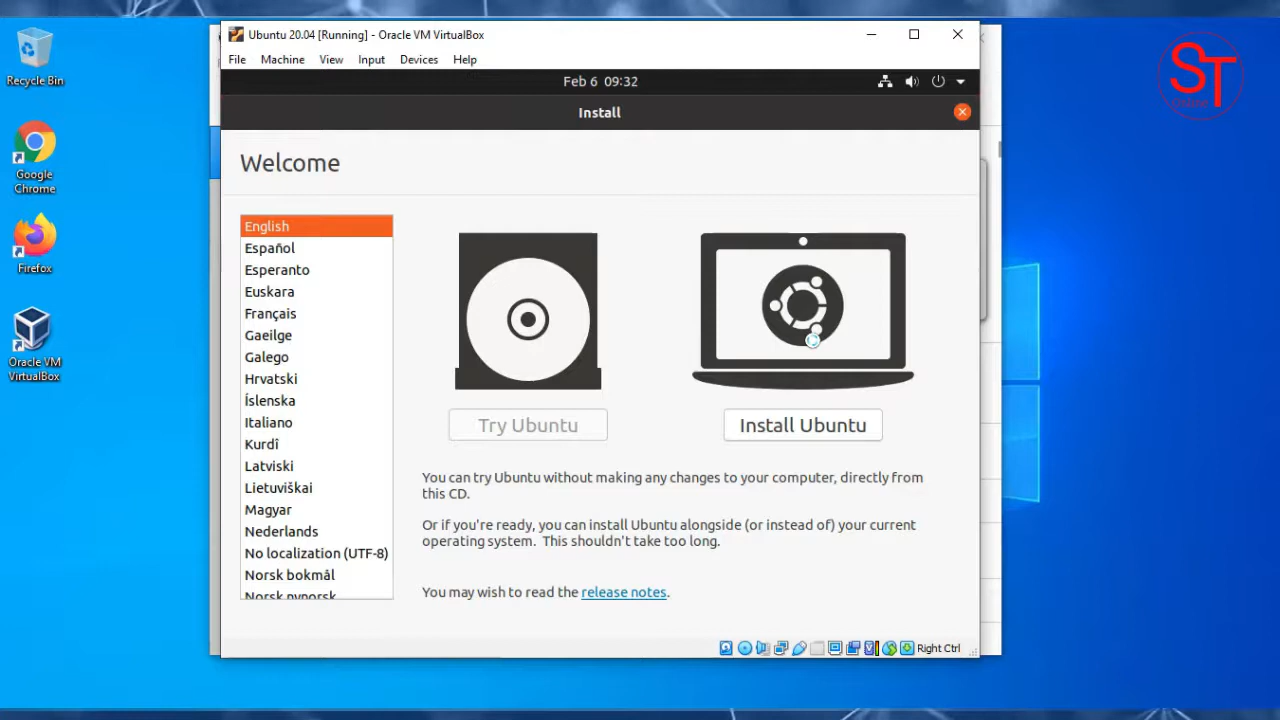 Ubuntu 20.04 [Running] - Oracle VM VirtualBox
File Machine View Input Devices Help
Feb 6 09:32
Install
Welcome
English
Español
Esperanto
Euskara
Français
Gaeilge
Galego
Hrvatski
Íslenska
Italiano
Kurdî
Latviski
Lietuviškai
Magyar
Nederlands
No localization (UTF-8)
Norsk bokmål
Norsk nynorsk
Try Ubuntu
Install Ubuntu
You can try Ubuntu without making any changes to your computer, directly from
this CD.
Or if you're ready, you can install Ubuntu alongside (or instead of) your current
operating system. This shouldn't take too long.
You may wish to read the release notes.
Right Ctrl
Recycle Bin
Google
Chrome
Firefox
Oracle VM
VirtualBox
ST
Online